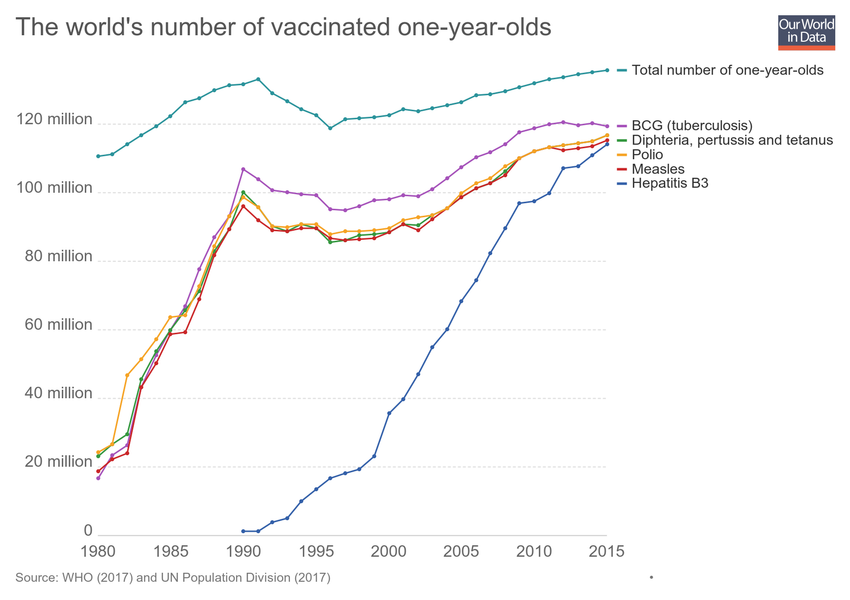 The world's number of vaccinated one-year-olds
Our World
in Data
Total number of one-year-olds
120 million
BCG (tuberculosis)
Diphteria, pertussis and tetanus
Polio
Measles
Hepatitis B3
100 million
80 million
60 million
40 million
20 million
0
1980 1985 1990 1995 2000 2005 2010 2015
Source: WHO (2017) and UN Population Division (2017)